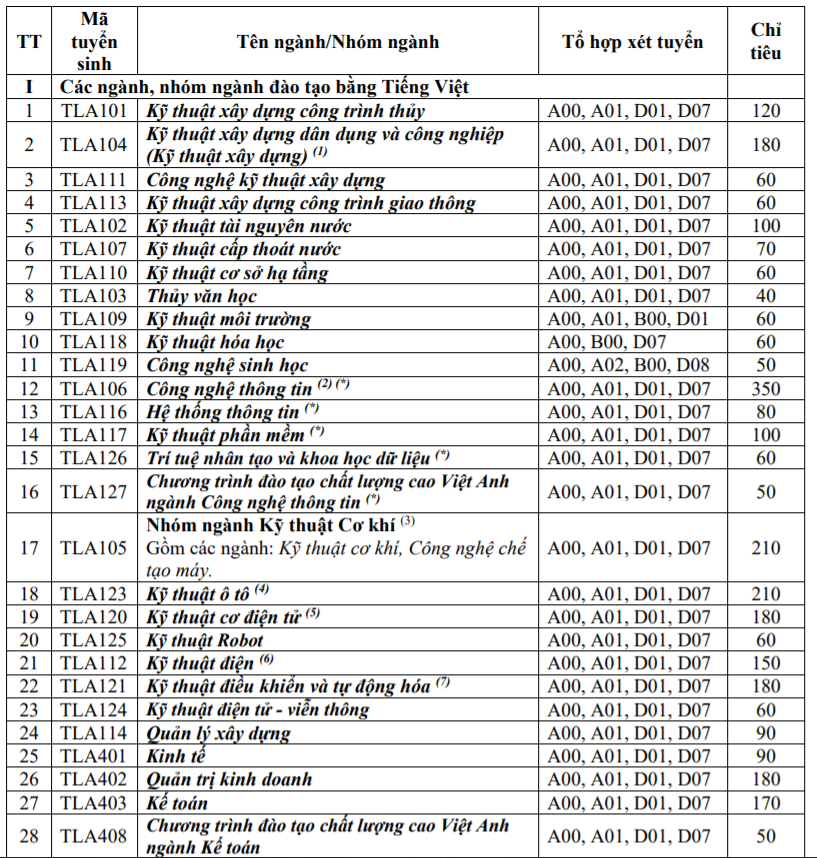 TT Mã tuyển sinh Tên ngành/Nhóm ngành Tổ hợp xét tuyển Chỉ tiêu
I Các ngành, nhóm ngành đào tạo bằng Tiếng Việt
1 TLA101 Kỹ thuật xây dựng công trình thủy A00, A01, D01, D07 120
2 TLA104 Kỹ thuật xây dựng dân dụng và công nghiệp (Kỹ thuật xây dựng) (1) A00, A01, D01, D07 180
3 TLA111 Công nghệ kỹ thuật xây dựng A00, A01, D01, D07 60
4 TLA113 Kỹ thuật xây dựng công trình giao thông A00, A01, D01, D07 60
5 TLA102 Kỹ thuật tài nguyên nước A00, A01, D01, D07 100
6 TLA107 Kỹ thuật cấp thoát nước A00, A01, D01, D07 70
7 TLA110 Kỹ thuật cơ sở hạ tầng A00, A01, D01, D07 60
8 TLA103 Thủy văn học A00, A01, D01, D07 40
9 TLA109 Kỹ thuật môi trường A00, A01, B00, D01 60
10 TLA118 Kỹ thuật hóa học A00, B00, D07 60
11 TLA119 Công nghệ sinh học A00, A02, B00, D08 50
12 TLA106 Công nghệ thông tin (2) (*) A00, A01, D01, D07 350
13 TLA116 Hệ thống thông tin (*) A00, A01, D01, D07 80
14 TLA117 Kỹ thuật phần mềm (*) A00, A01, D01, D07 100
15 TLA126 Trí tuệ nhân tạo và khoa học dữ liệu (*) A00, A01, D01, D07 60
16 TLA127 Chương trình đào tạo chất lượng cao Việt Anh ngành Công nghệ thông tin (*) A00, A01, D01, D07 50
17 TLA105 Nhóm ngành Kỹ thuật Cơ khí (3) Gồm các ngành: Kỹ thuật cơ khí, Công nghệ chế tạo máy. A00, A01, D01, D07 210
18 TLA123 Kỹ thuật ô tô (4) A00, A01, D01, D07 210
19 TLA120 Kỹ thuật cơ điện tử (5) A00, A01, D01, D07 180
20 TLA125 Kỹ thuật Robot A00, A01, D01, D07 60
21 TLA112 Kỹ thuật điện (6) A00, A01, D01, D07 150
22 TLA121 Kỹ thuật điều khiển và tự động hóa (7) A00, A01, D01, D07 180
23 TLA124 Kỹ thuật điện tử - viễn thông A00, A01, D01, D07 60
24 TLA114 Quản lý xây dựng A00, A01, D01, D07 90
25 TLA401 Kinh tế A00, A01, D01, D07 90
26 TLA402 Quản trị kinh doanh A00, A01, D01, D07 180
27 TLA403 Kế toán A00, A01, D01, D07 170
28 TLA408 Chương trình đào tạo chất lượng cao Việt Anh ngành Kế toán A00, A01, D01, D07 50